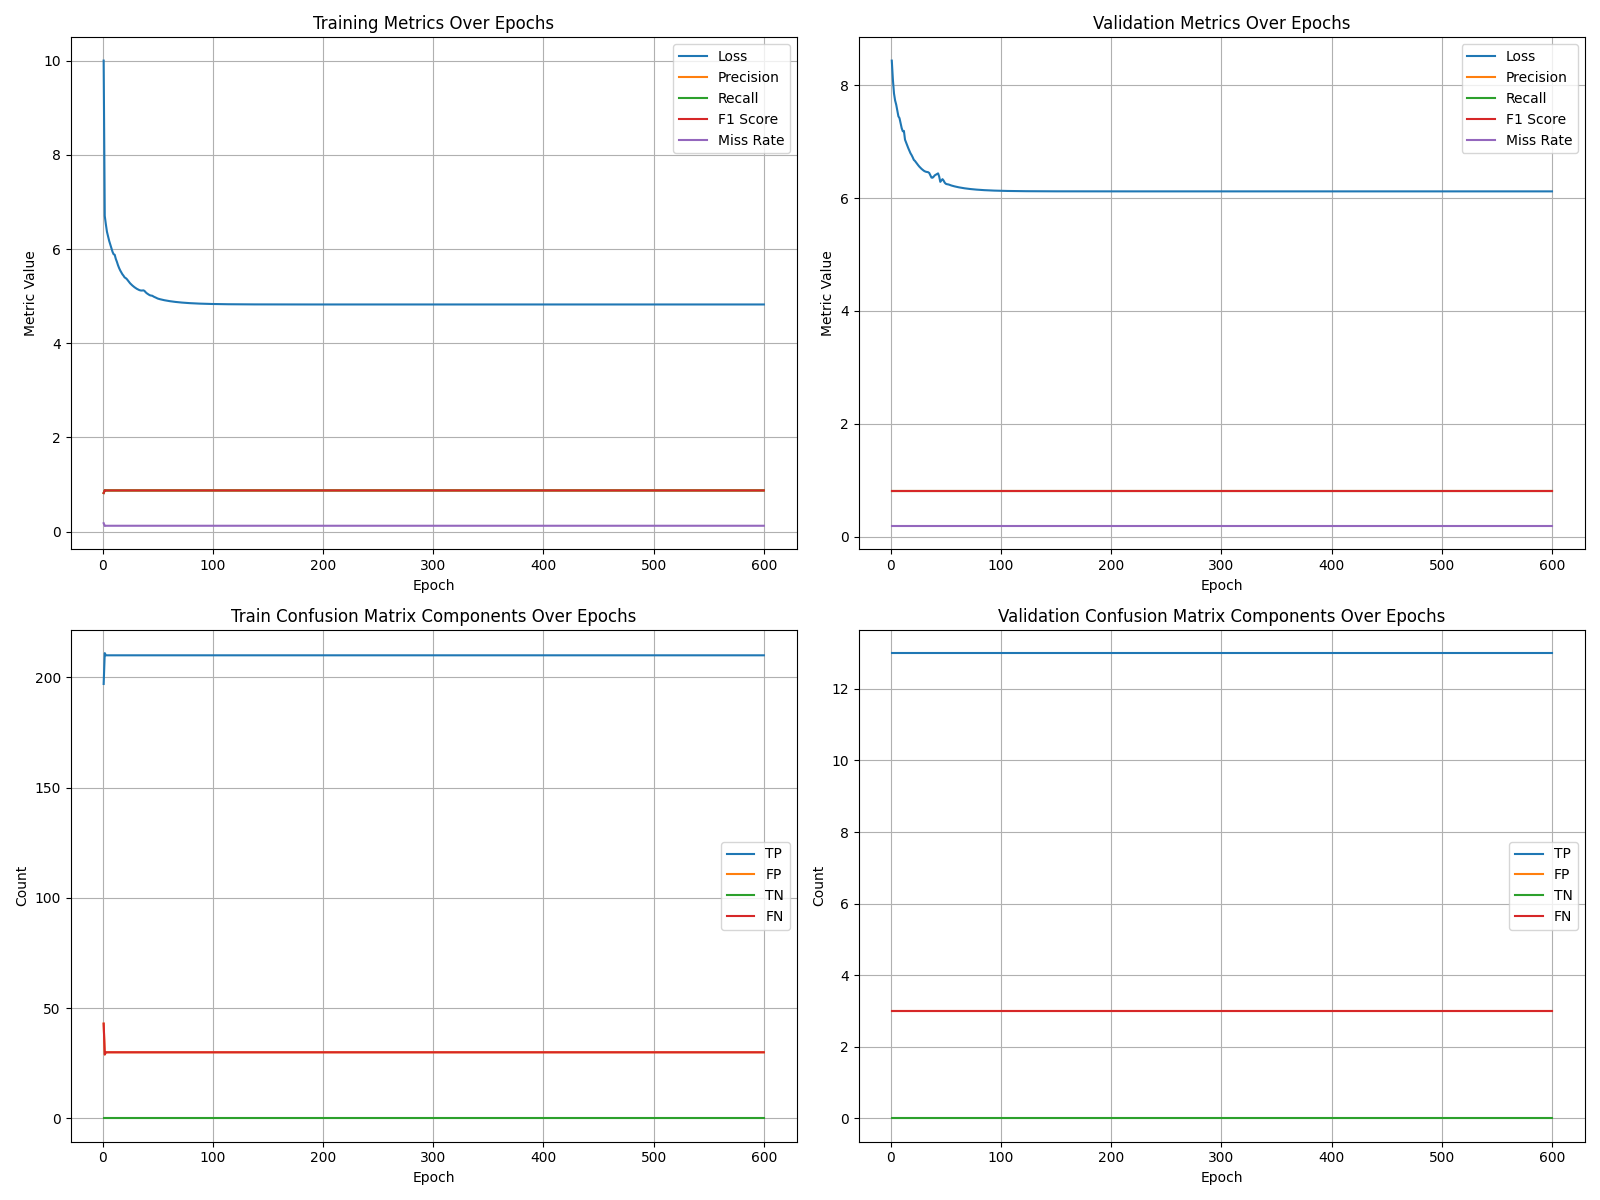 Training Metrics Over Epochs
10
8
6
4
2
0
Metric Value
0 100 200 300 400 500 600
Epoch
Loss
Precision
Recall
F1 Score
Miss Rate
Validation Metrics Over Epochs
8
6
4
2
0
Metric Value
0 100 200 300 400 500 600
Epoch
Loss
Precision
Recall
F1 Score
Miss Rate
Train Confusion Matrix Components Over Epochs
200
150
100
50
0
Count
0 100 200 300 400 500 600
Epoch
TP
FP
TN
FN
Validation Confusion Matrix Components Over Epochs
12
10
8
6
4
2
0
Count
0 100 200 300 400 500 600
Epoch
TP
FP
TN
FN